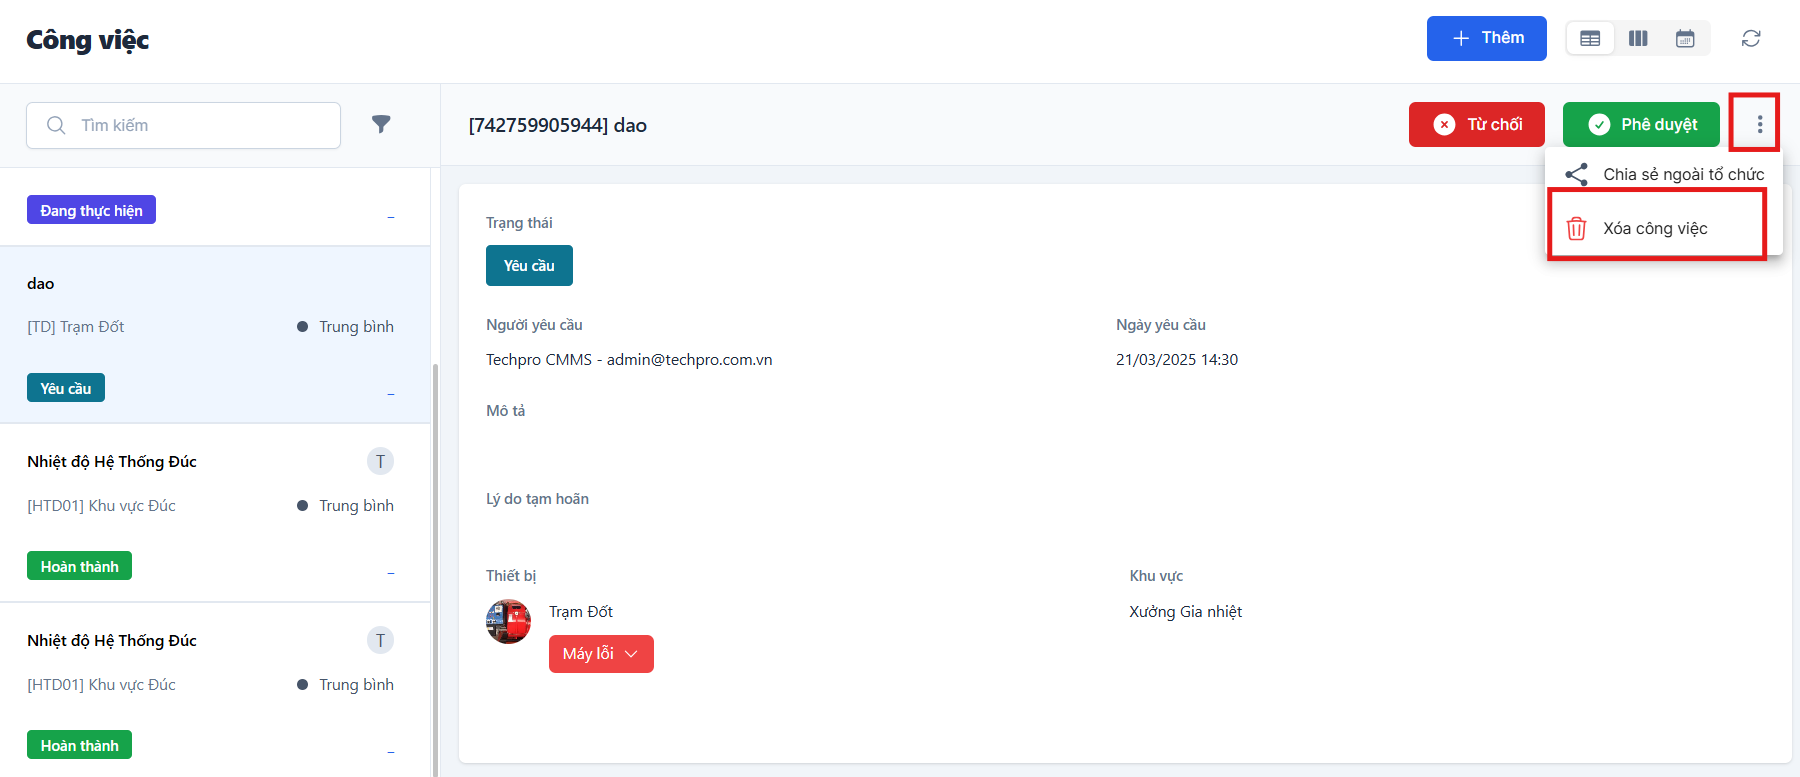 Công việc
Thêm
Tìm kiếm
[742759905944] dao
Từ chối
Phê duyệt
Chia sẻ ngoài tổ chức
Xóa công việc
Đang thực hiện
–
dao
[TD] Trạm Đốt
Trung bình
Yêu cầu
–
Nhiệt độ Hệ Thống Đúc
T
[HTD01] Khu vực Đúc
Trung bình
Hoàn thành
–
Nhiệt độ Hệ Thống Đúc
T
[HTD01] Khu vực Đúc
Trung bình
Hoàn thành
–
Trạng thái
Yêu cầu
Người yêu cầu
Ngày yêu cầu
Techpro CMMS - admin@techpro.com.vn
21/03/2025 14:30
Mô tả
Lý do tạm hoãn
Thiết bị
Khu vực
Trạm Đốt
Xưởng Gia nhiệt
Máy lỗi